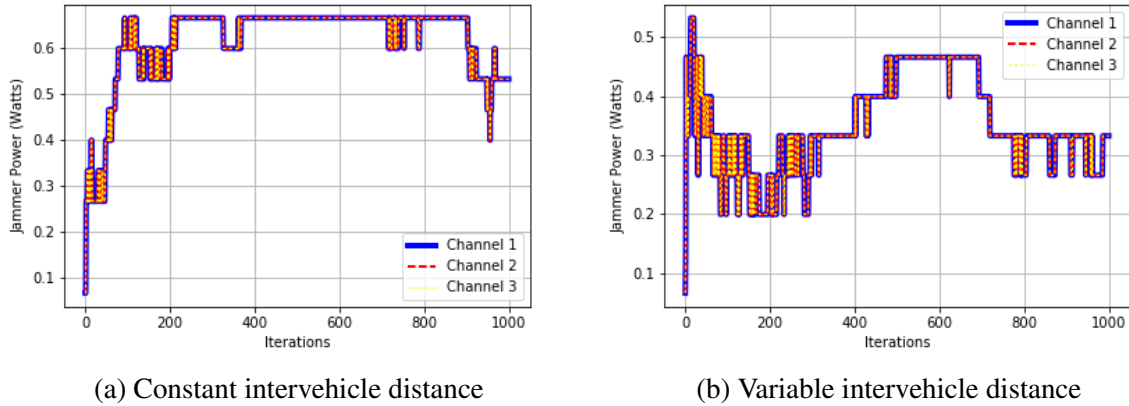 0.6
0.5
0.4
0.3
0.2
0.1
Jammer Power (Watts)
0 200 400 600 800 1000
Iterations
Channel 1
Channel 2
Channel 3
(a) Constant intervehicle distance
0.5
0.4
0.3
0.2
0.1
Jammer Power (Watts)
0 200 400 600 800 1000
Iterations
Channel 1
Channel 2
Channel 3
(b) Variable intervehicle distance